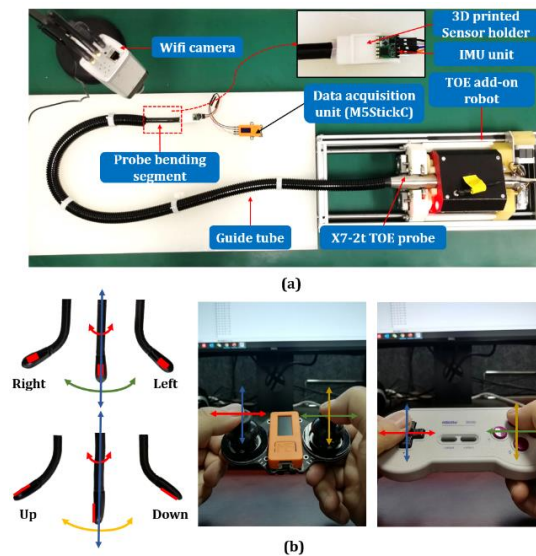 3D printed
Sensor holder
Wifi camera
IMU unit
TOE add-on
robot
Data acquisition
unit (M5StickC)
Probe bending
segment
Guide tube
X7-2t TOE probe
(a)
Right
Left
Up
Down
(b)